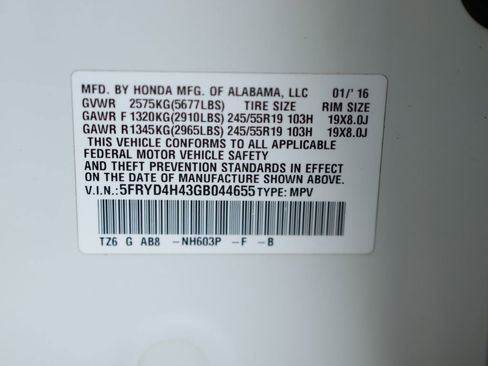 MFD. BY HONDA MFG. OF ALABAMA, LLC 01/'16
GVWR 2575KG(5677LBS) TIRE SIZE RIM SIZE
GAWR F 1320KG(2910LBS) 245/55R19 103H 19X8.0J
GAWR R1345KG(2965LBS) 245/55R19 103H 19X8.0J
THIS VEHICLE CONFORMS TO ALL APPLICABLE
FEDERAL MOTOR VEHICLE SAFETY
AND THEFT PREVENTION STANDARDS IN EFFECT
ON THE DATE OF MANUFACTURE SHOWN ABOVE.
V.I.N.:5FRYD4H43GB044655 TYPE: MPV
TZ6 G AB8 -NH603P -F -B